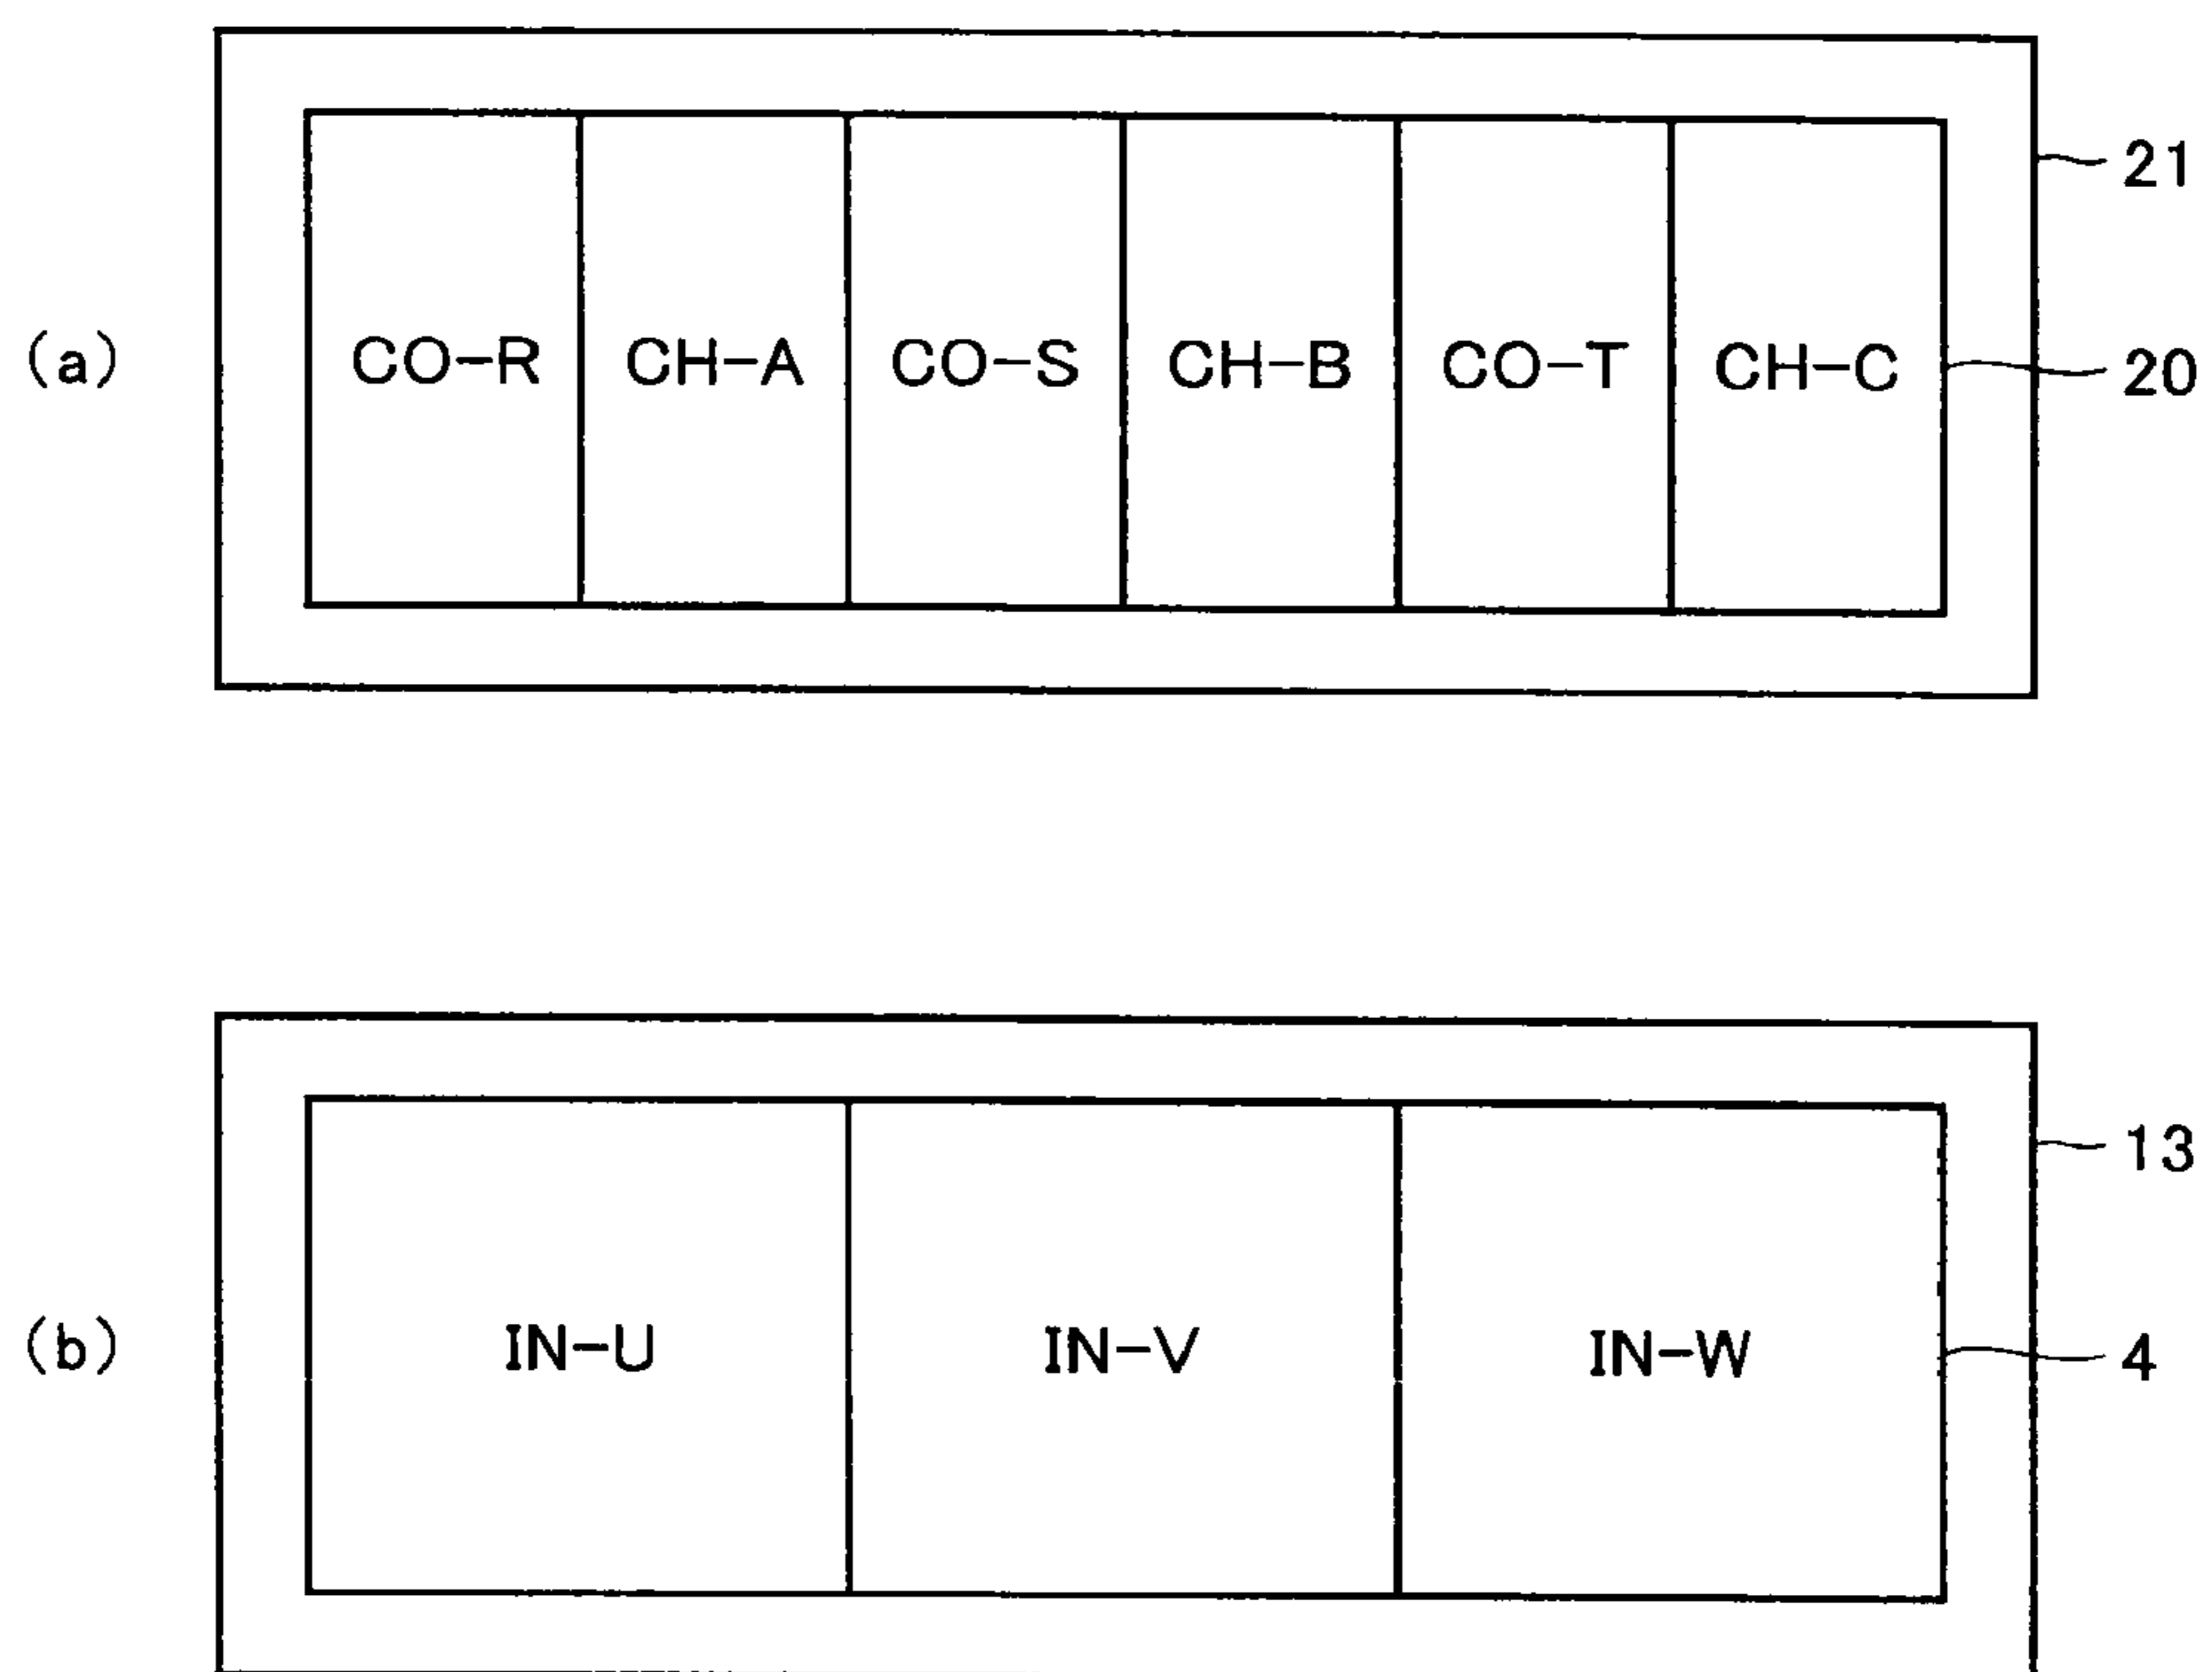 21
(a) CO-R CH-A CO-S CH-B CO-T CH-C 20
13
(b) IN-U IN-V IN-W 4